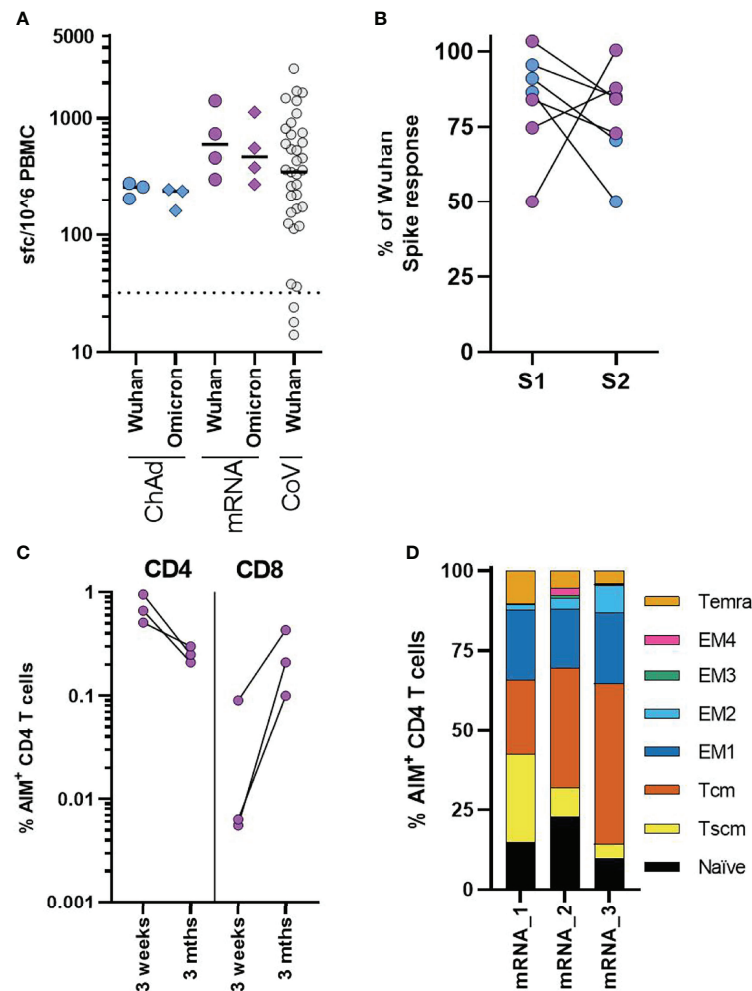 A
5000
1000
100
10
sfc/10^6 PBMC
Wuhan
Omicron
Wuhan
Omicron
Wuhan
ChAd
mRNA
CoV
B
100
75
50
25
0
% of Wuhan
Spike response
S1
S2
C
CD4
CD8
1
0.1
0.01
0.001
% AIM⁺ CD4 T cells
3 weeks
3 mths
3 weeks
3 mths
D
100
75
50
25
0
% AIM⁺ CD4 T cells
mRNA_1
mRNA_2
mRNA_3
Temra
EM4
EM3
EM2
EM1
Tcm
Tscm
Naïve